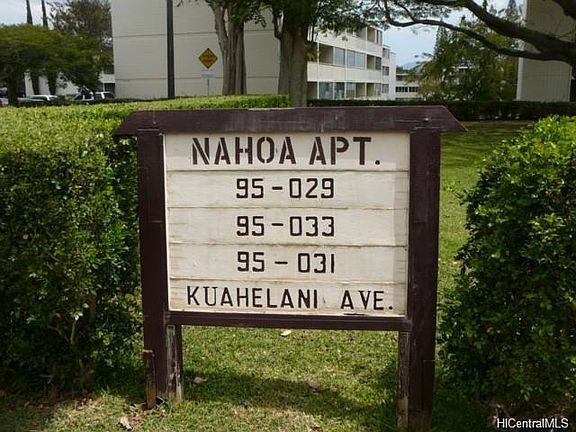 NAHOA APT.
95-029
95-033
95-031
KUAHELANI AVE.
HICentralMLS